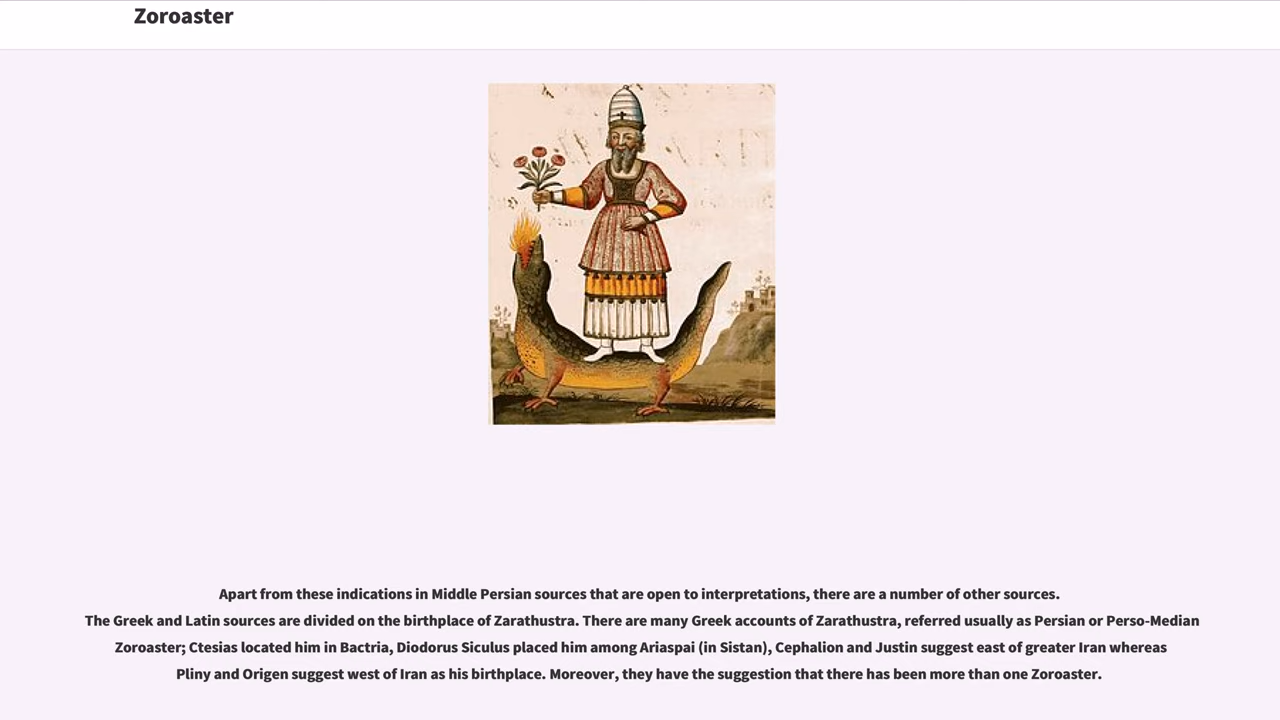 Zoroaster
Apart from these indications in Middle Persian sources that are open to interpretations, there are a number of other sources.
The Greek and Latin sources are divided on the birthplace of Zarathustra. There are many Greek accounts of Zarathustra, referred usually as Persian or Perso-Median
Zoroaster; Ctesias located him in Bactria, Diodorus Siculus placed him among Ariaspai (in Sistan), Cephalion and Justin suggest east of greater Iran whereas
Pliny and Origen suggest west of Iran as his birthplace. Moreover, they have the suggestion that there has been more than one Zoroaster.